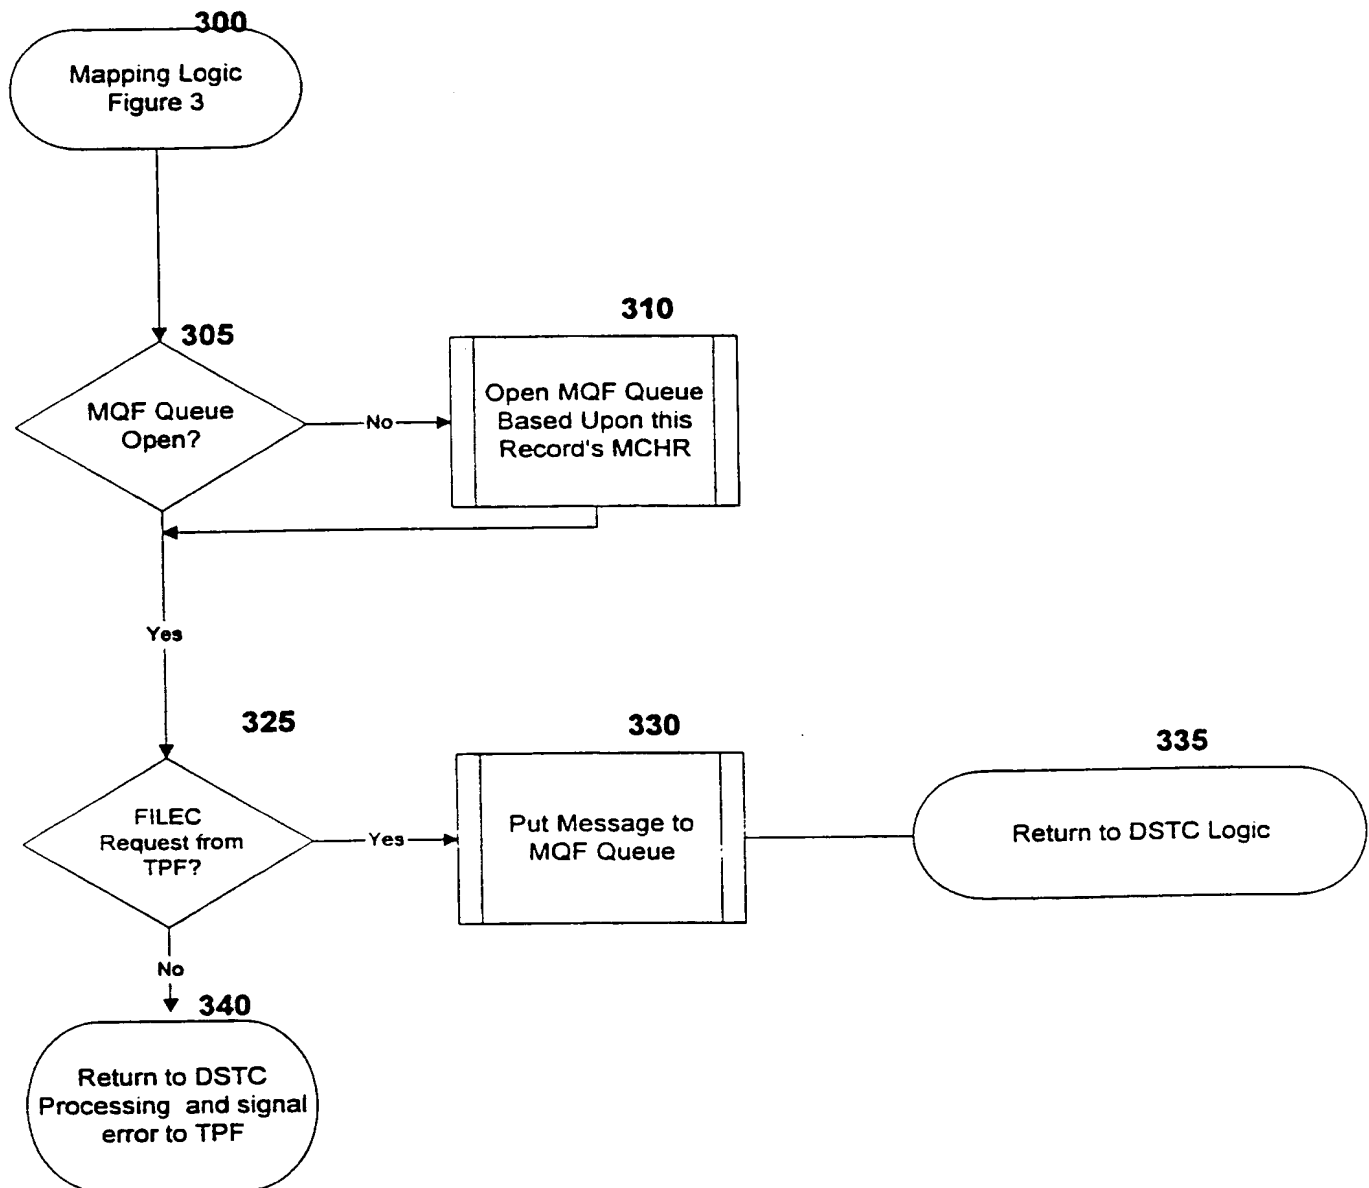 300
Mapping Logic
Figure 3
305
MQF Queue
Open?
No
310
Open MQF Queue
Based Upon this
Record's MCHR
Yes
325
FILEC
Request from
TPF?
Yes
330
Put Message to
MQF Queue
335
Return to DSTC Logic
No
340
Return to DSTC
Processing and signal
error to TPF